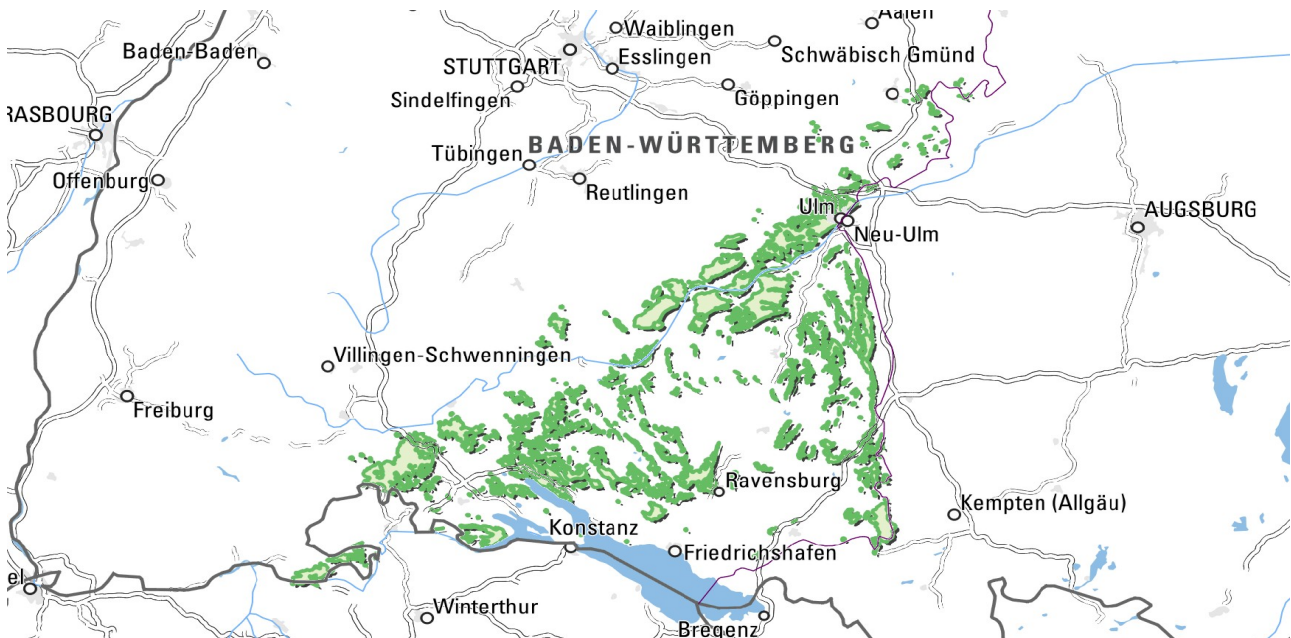 Aalen
Waiblingen
Baden-Baden
Schwäbisch Gmünd
STUTTGART
Esslingen
Sindelfingen
Göppingen
RASBOURG
BADEN-WÜRTTEMBERG
Tübingen
Offenburg
Reutlingen
Ulm
AUGSBURG
Neu-Ulm
Villingen-Schwenningen
Freiburg
Ravensburg
Kempten (Allgäu)
Konstanz
Friedrichshafen
el
Winterthur
Bregenz